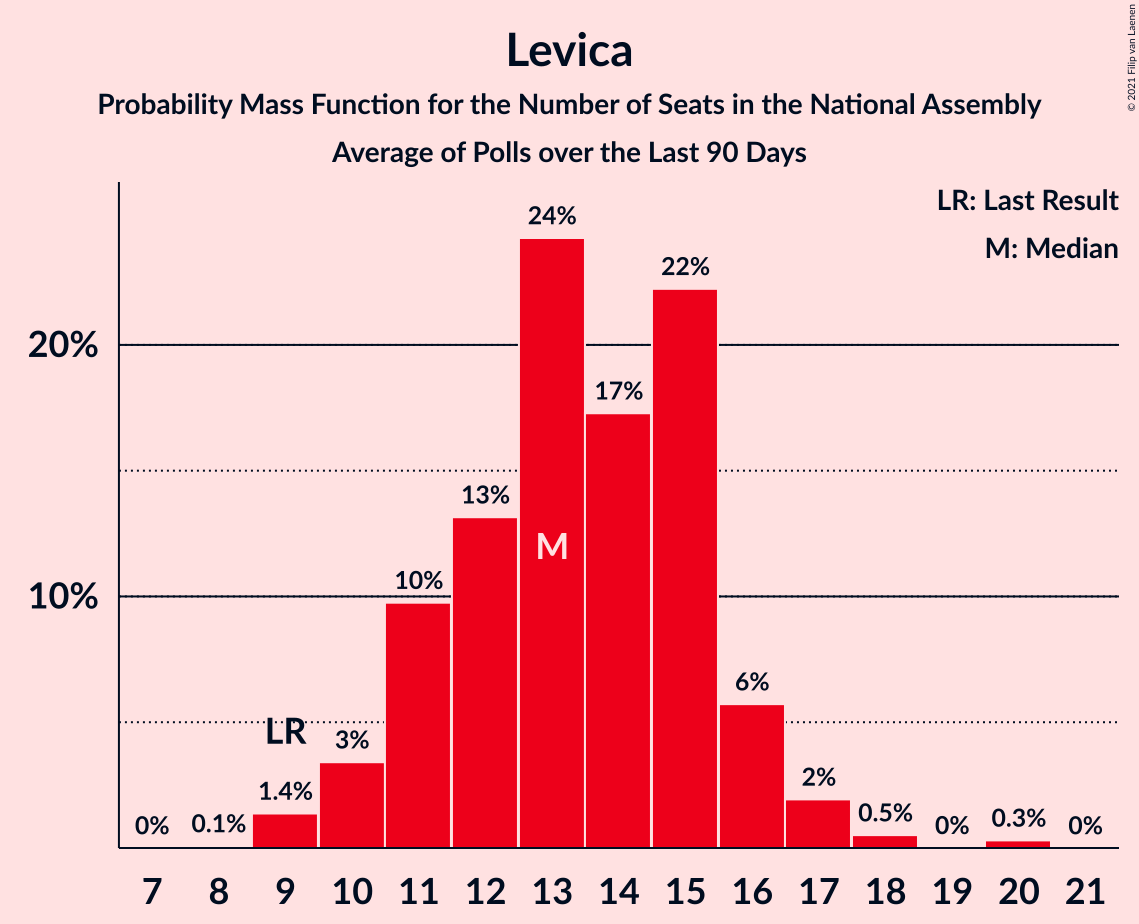 Levica
Probability Mass Function for the Number of Seats in the National Assembly
Average of Polls over the Last 90 Days
© 2021 Filip van Laenen
LR: Last Result
M: Median
20%
10%
0%
0.1%
1.4%
LR
3%
10%
13%
24%
M
17%
22%
6%
2%
0.5%
0%
0.3%
0%
7 8 9 10 11 12 13 14 15 16 17 18 19 20 21